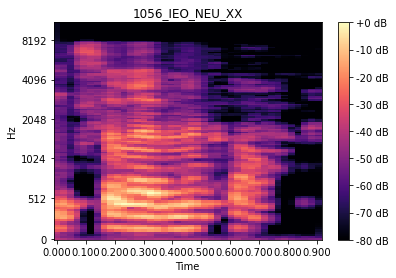 1056_IEO_NEU_XX
8192
4096
2048
1024
512
0
Hz
0.000 0.100 0.200 0.300 0.400 0.500 0.600 0.700 0.800 0.900
Time
+0 dB
-10 dB
-20 dB
-30 dB
-40 dB
-50 dB
-60 dB
-70 dB
-80 dB